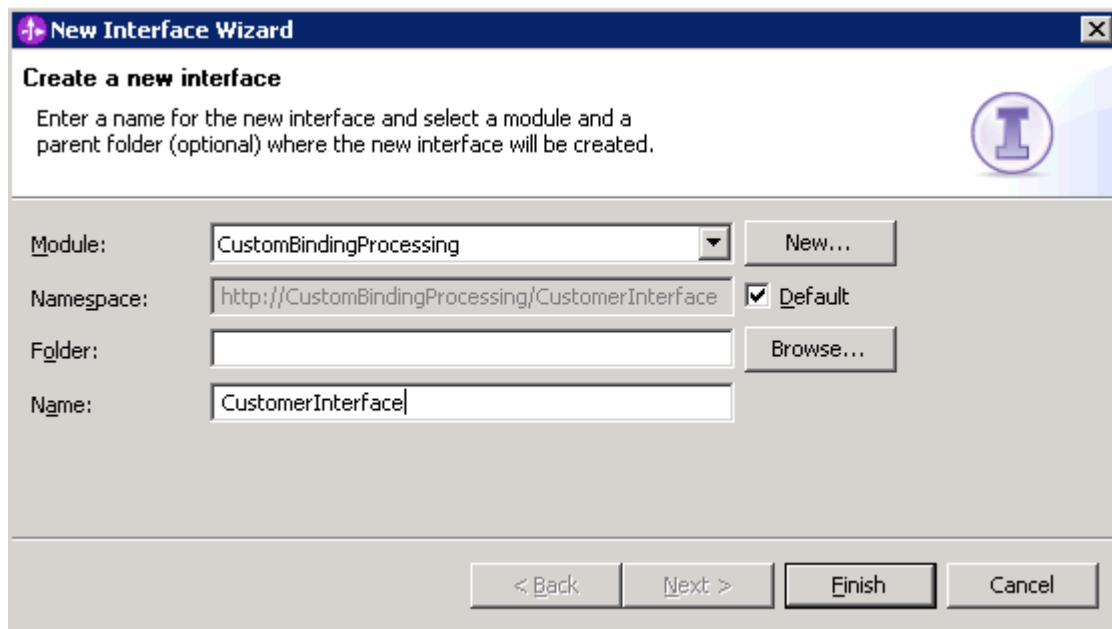 New Interface Wizard
Create a new interface
Enter a name for the new interface and select a module and a
parent folder (optional) where the new interface will be created.
Module: CustomBindingProcessing New...
Namespace: http://CustomBindingProcessing/CustomerInterface Default
Folder: Browse...
Name: CustomerInterface
< Back Next > Finish Cancel